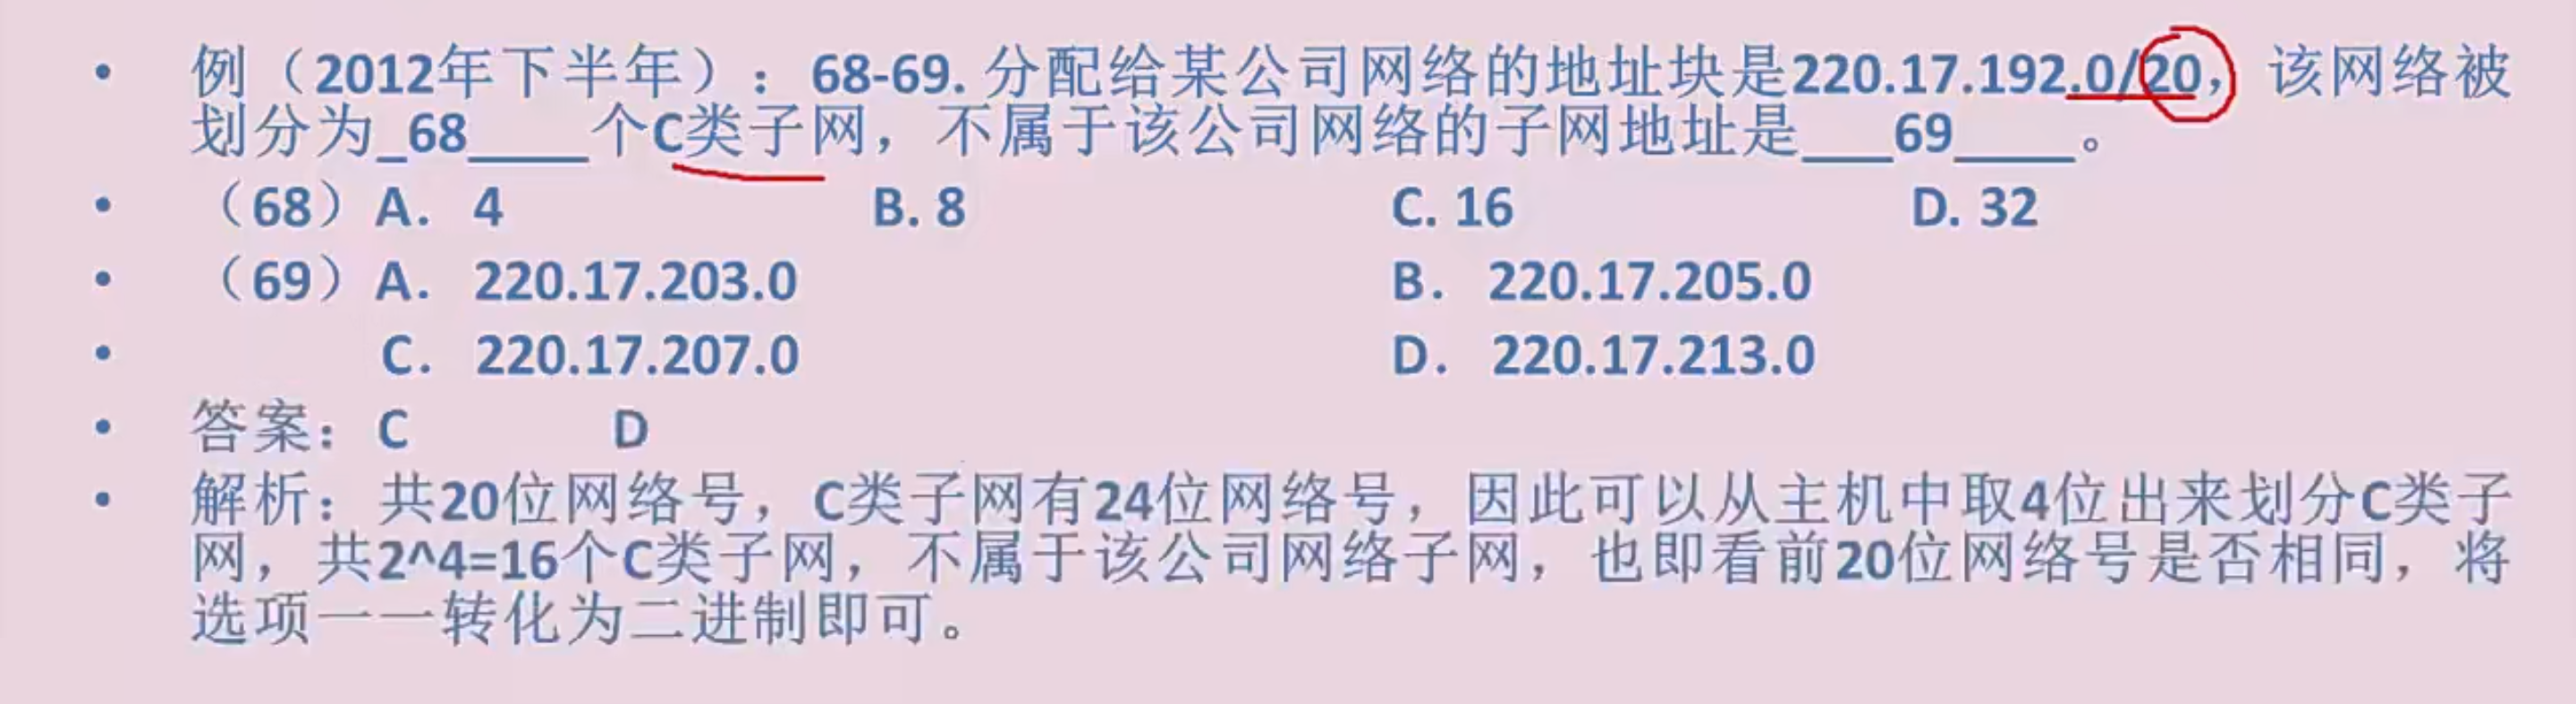 • 例（2012年下半年）：68-69. 分配给某公司网络的地址块是220.17.192.0/20，该网络被
划分为_68____个C类子网，不属于该公司网络的子网地址是___69____。
• （68）A. 4 B. 8 C. 16 D. 32
• （69）A. 220.17.203.0 B. 220.17.205.0
• C. 220.17.207.0 D. 220.17.213.0
• 答案：C D
• 解析：共20位网络号，C类子网有24位网络号，因此可以从主机中取4位出来划分C类子
网，共2^4=16个C类子网，不属于该公司网络子网，也即看前20位网络号是否相同，将
选项一一转化为二进制即可。